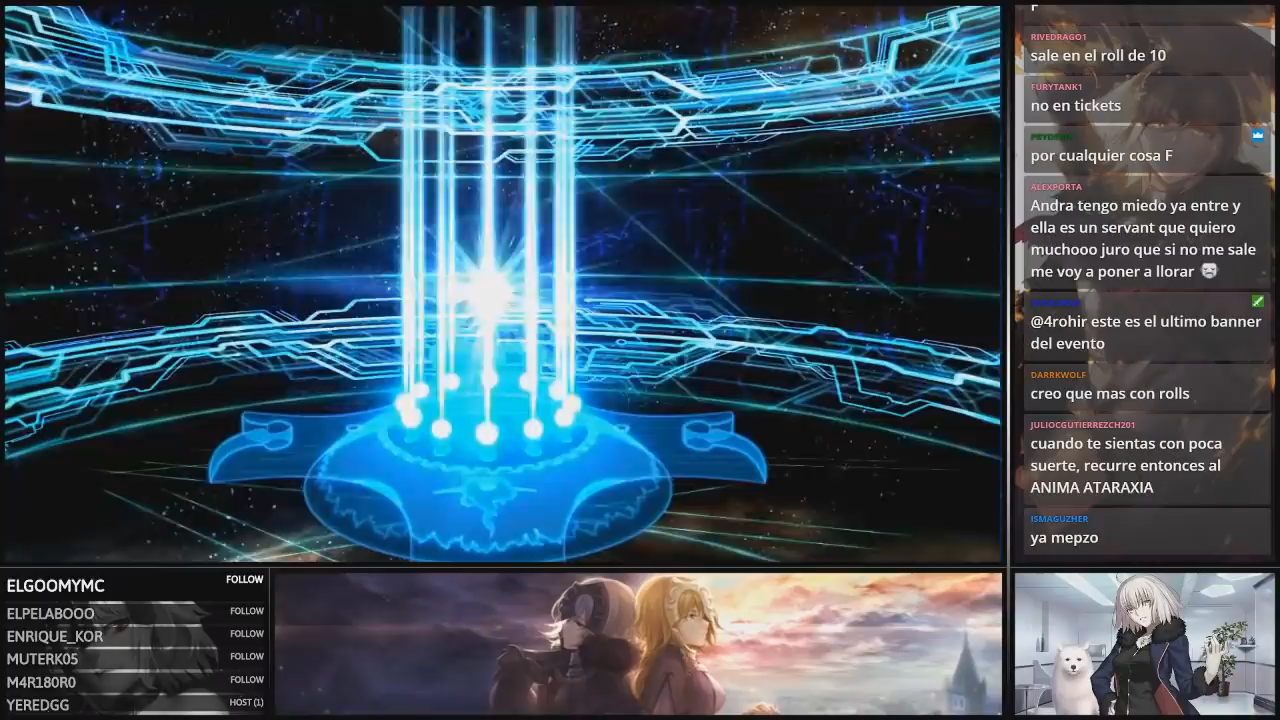 F
RIVEDRAGO1
sale en el roll de 10
FURYTANK1
no en tickets
por cualquier cosa F
ALEXPORTA
Andra tengo miedo ya entre y
ella es un servant que quiero
muchooo juro que si no me sale
me voy a poner a llorar
@4rohir este es el ultimo banner
del evento
DARRKWOLF
creo que mas con rolls
JULIOCGUTIERREZCH201
cuando te sientas con poca
suerte, recurre entonces al
ANIMA ATARAXIA
ISMAGUZHER
ya mepzo
ELGOOMYMC FOLLOW
ELPELABOOO FOLLOW
ENRIQUE_KOR FOLLOW
MUTERK05 FOLLOW
M4R180R0 FOLLOW
YEREDGG HOST (1)